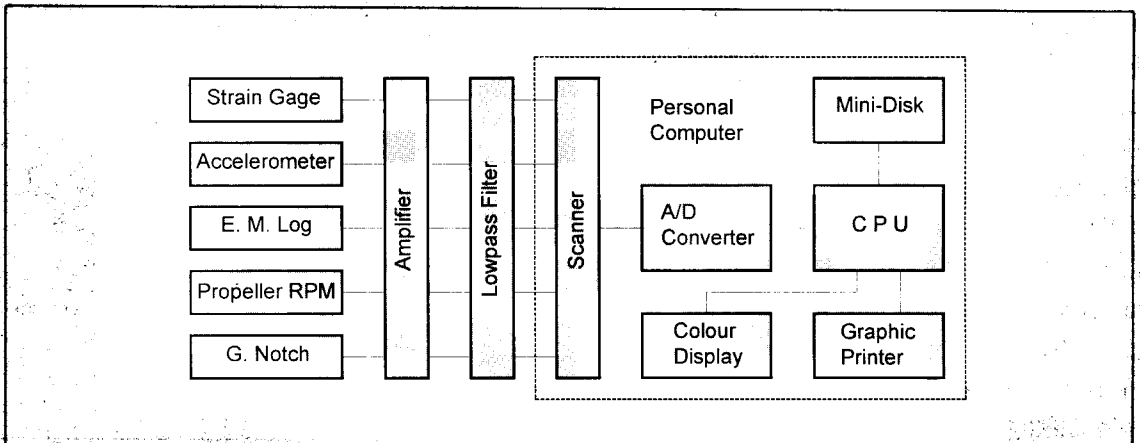 Strain Gage
Accelerometer
E. M. Log
Propeller RPM
G. Notch
Amplifier
Lowpass Filter
Scanner
Personal
Computer
A/D
Converter
Mini-Disk
C P U
Colour
Display
Graphic
Printer